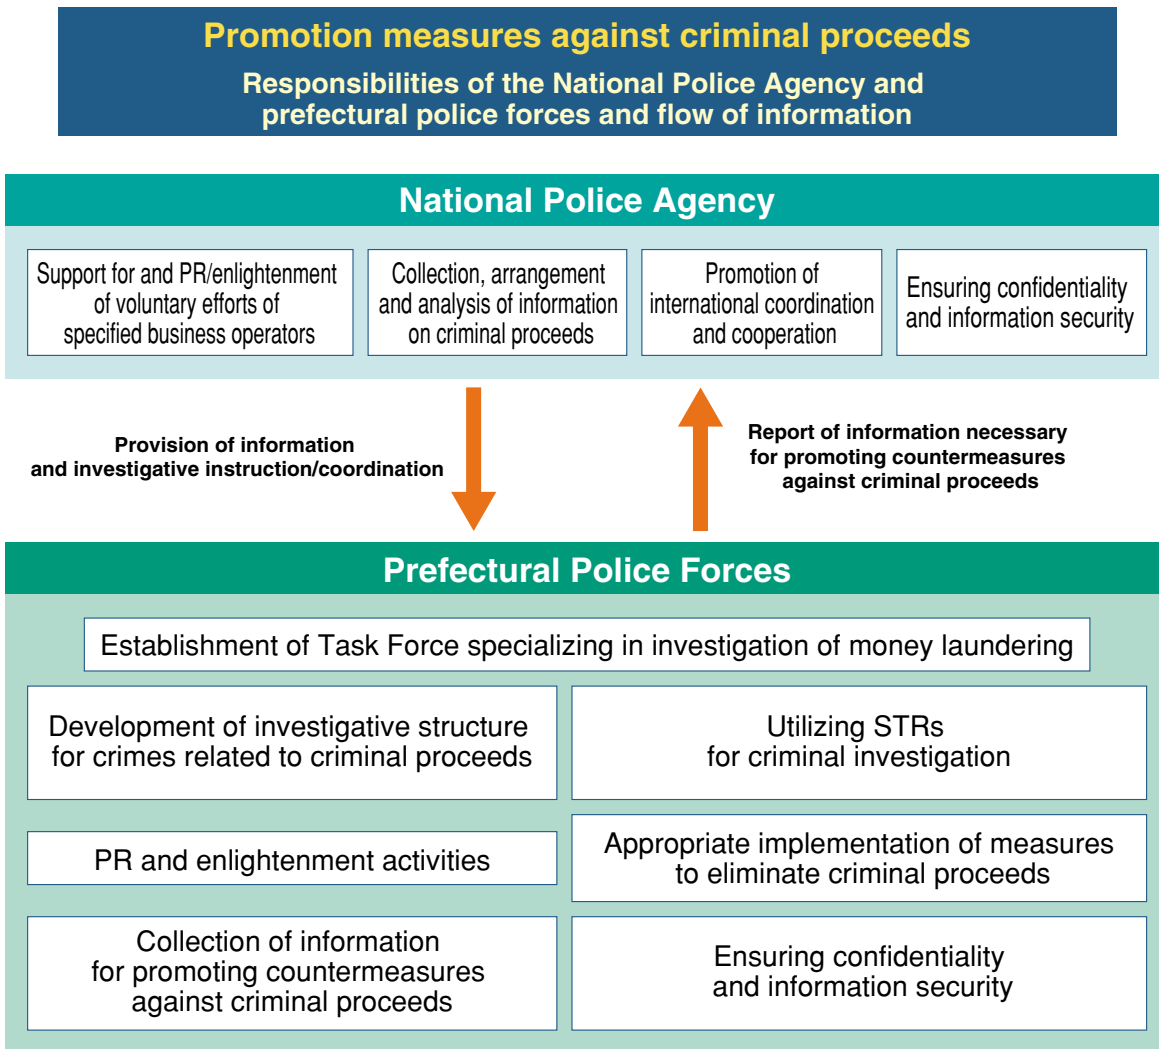 Promotion measures against criminal proceeds
Responsibilities of the National Police Agency and
prefectural police forces and flow of information
National Police Agency
Support for and PR/enlightenment
of voluntary efforts of
specified business operators
Collection, arrangement
and analysis of information
on criminal proceeds
Promotion of
international coordination
and cooperation
Ensuring confidentiality
and information security
Provision of information
and investigative instruction/coordination
Report of information necessary
for promoting countermeasures
against criminal proceeds
Prefectural Police Forces
Establishment of Task Force specializing in investigation of money laundering
Development of investigative structure
for crimes related to criminal proceeds
Utilizing STRs
for criminal investigation
PR and enlightenment activities
Appropriate implementation of measures
to eliminate criminal proceeds
Collection of information
for promoting countermeasures
against criminal proceeds
Ensuring confidentiality
and information security